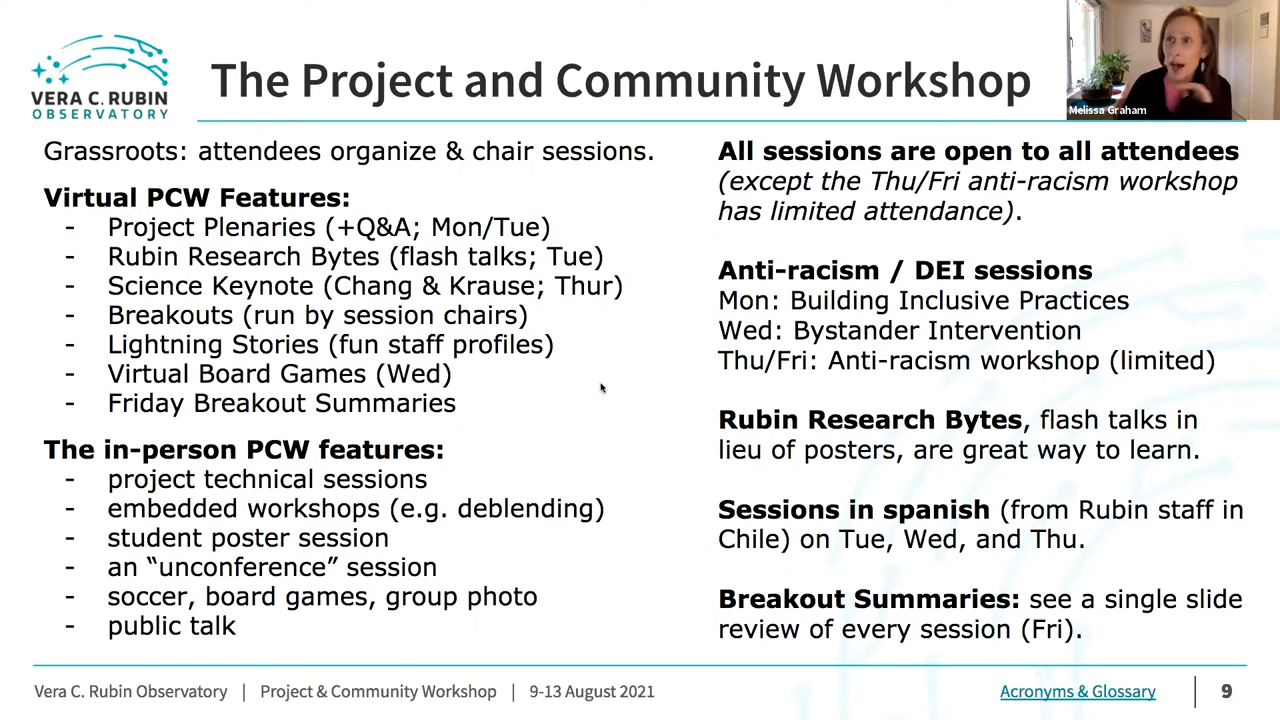 VERA C. RUBIN
OBSERVATORY
The Project and Community Workshop
Melissa Graham
Grassroots: attendees organize & chair sessions.
Virtual PCW Features:
- Project Plenaries (+Q&A; Mon/Tue)
- Rubin Research Bytes (flash talks; Tue)
- Science Keynote (Chang & Krause; Thur)
- Breakouts (run by session chairs)
- Lightning Stories (fun staff profiles)
- Virtual Board Games (Wed)
- Friday Breakout Summaries
The in-person PCW features:
- project technical sessions
- embedded workshops (e.g. deblending)
- student poster session
- an “unconference” session
- soccer, board games, group photo
- public talk
All sessions are open to all attendees
(except the Thu/Fri anti-racism workshop
has limited attendance).
Anti-racism / DEI sessions
Mon: Building Inclusive Practices
Wed: Bystander Intervention
Thu/Fri: Anti-racism workshop (limited)
Rubin Research Bytes, flash talks in
lieu of posters, are great way to learn.
Sessions in spanish (from Rubin staff in
Chile) on Tue, Wed, and Thu.
Breakout Summaries: see a single slide
review of every session (Fri).
Vera C. Rubin Observatory | Project & Community Workshop | 9-13 August 2021
Acronyms & Glossary | 9